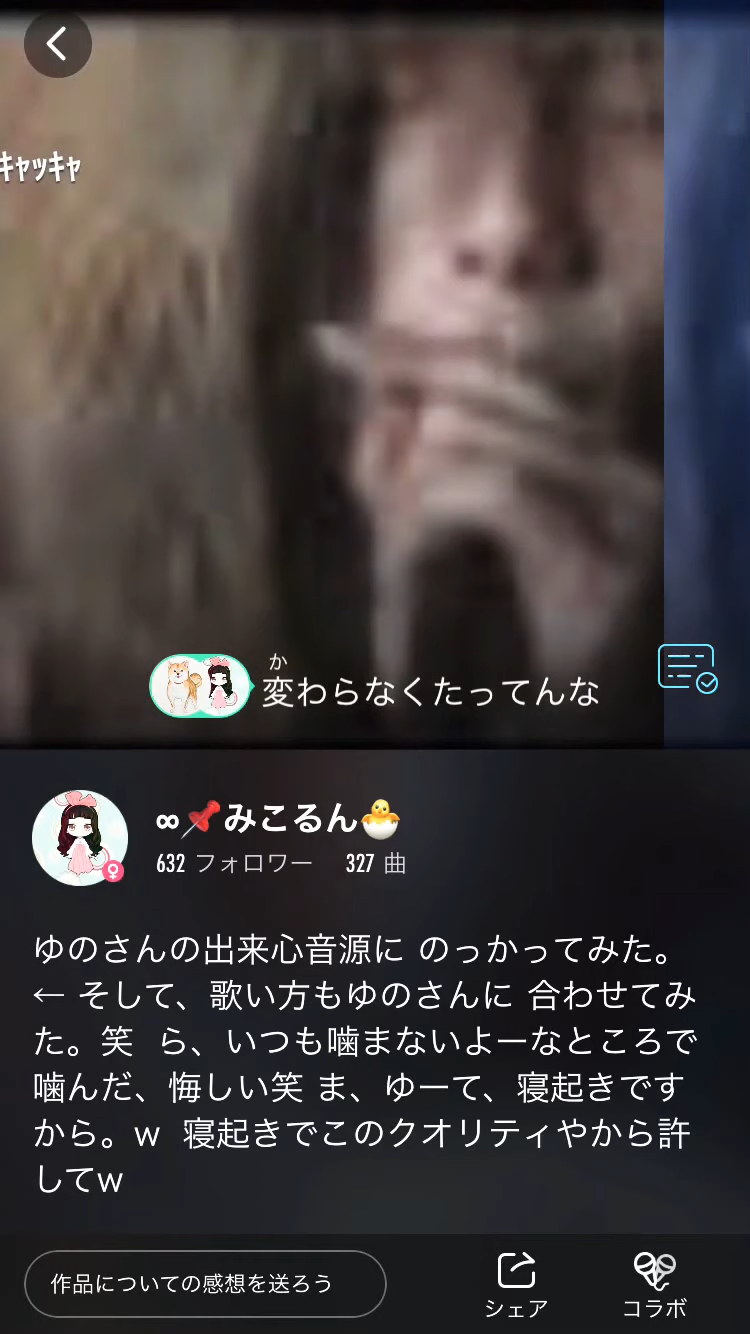 キャッキャ
か
変わらなくたってんな
∞📌みこるん🐣
632 フォロワー 327 曲
ゆのさんの出来心音源に のっかってみた。
← そして、歌い方もゆのさんに 合わせてみ
た。笑 ら、いつも噛まないよーなところで
噛んだ、悔しい笑 ま、ゆーて、寝起きです
から。w 寝起きでこのクオリティやから許
してw
作品についての感想を送ろう
シェア
コラボ